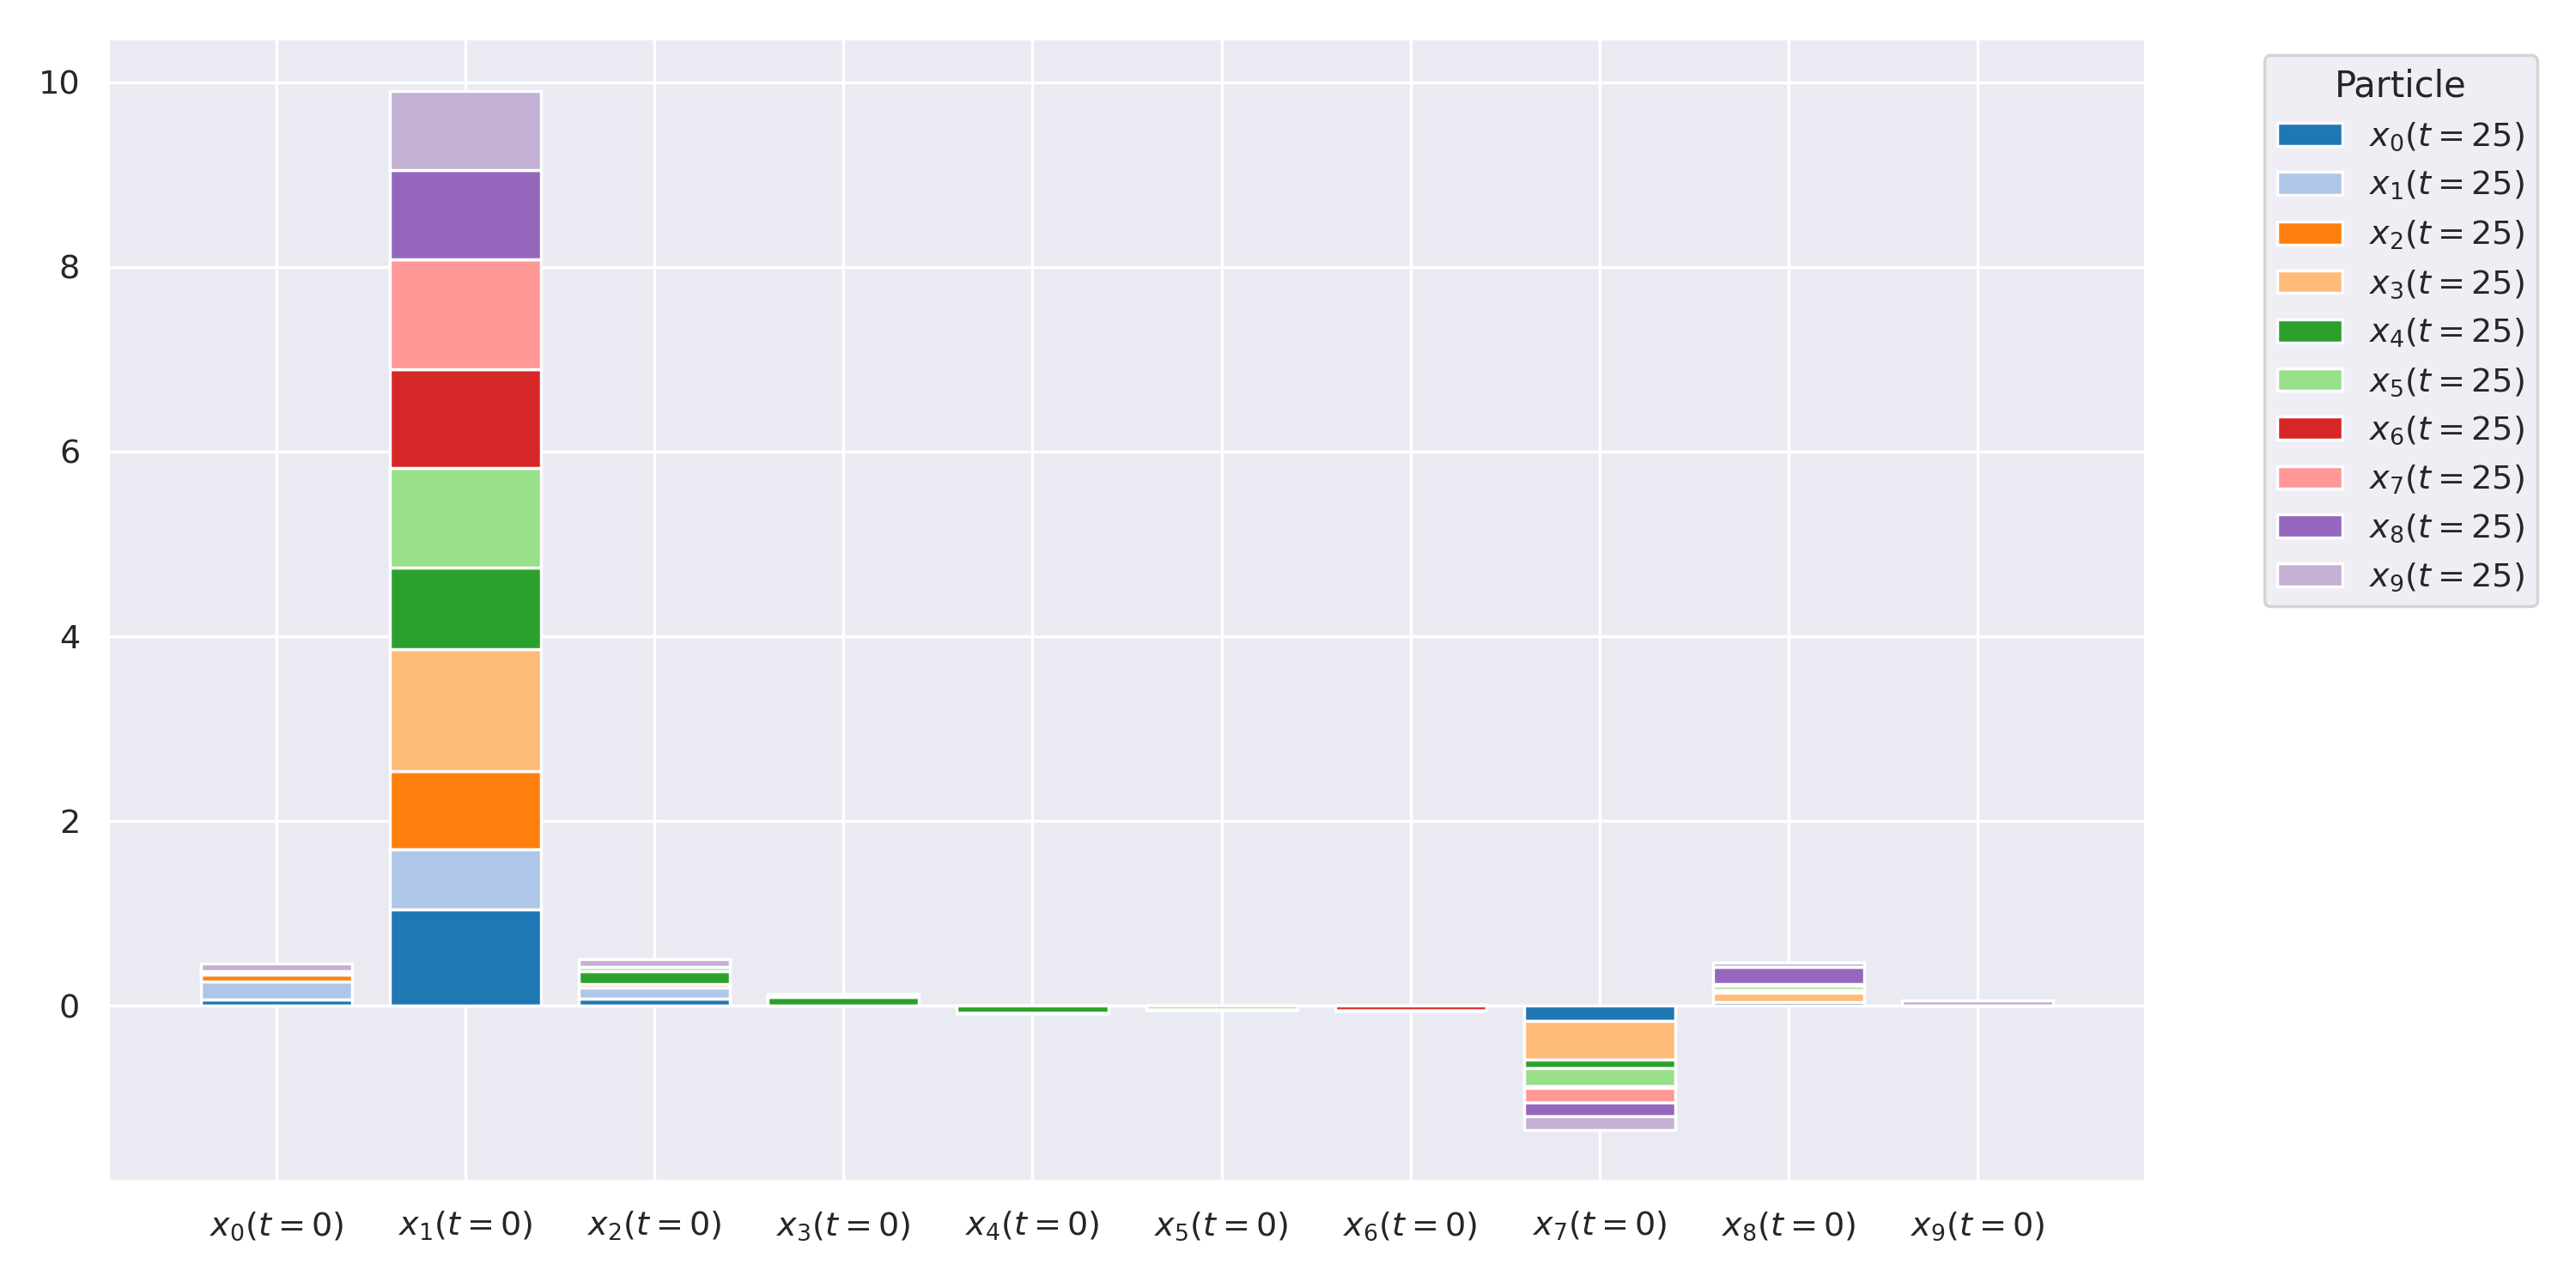 10
8
6
4
2
0
x₀(t = 0) x₁(t = 0) x₂(t = 0) x₃(t = 0) x₄(t = 0) x₅(t = 0) x₆(t = 0) x₇(t = 0) x₈(t = 0) x₉(t = 0)
Particle
x₀(t = 25)
x₁(t = 25)
x₂(t = 25)
x₃(t = 25)
x₄(t = 25)
x₅(t = 25)
x₆(t = 25)
x₇(t = 25)
x₈(t = 25)
x₉(t = 25)